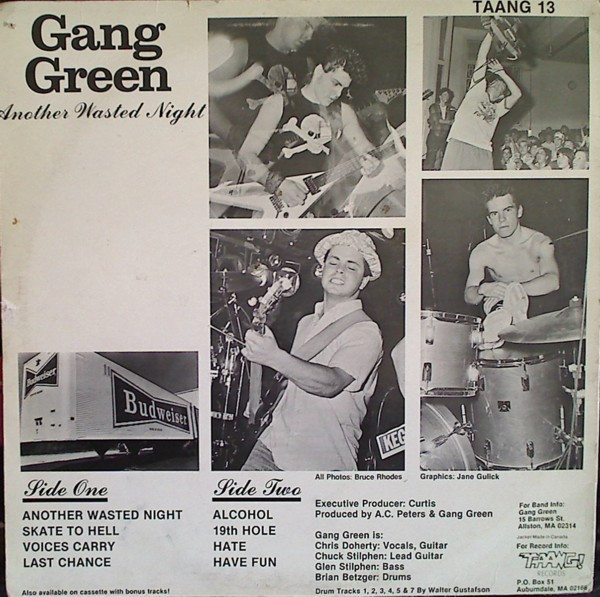 TAANG 13
Gang
Green
Another Wasted Night
Budweiser
Budweiser
KEG
All Photos: Bruce Rhodes
Graphics: Jane Gulick
Side One
ANOTHER WASTED NIGHT
SKATE TO HELL
VOICES CARRY
LAST CHANCE
Also available on cassette with bonus tracks!
Side Two
ALCOHOL
19th HOLE
HATE
HAVE FUN
Executive Producer: Curtis
Produced by A.C. Peters & Gang Green
Gang Green is:
Chris Doherty: Vocals, Guitar
Chuck Stilphen: Lead Guitar
Glen Stilphen: Bass
Brian Betzger: Drums
Drum Tracks 1, 2, 3, 4, 5 & 7 By Walter Gustafson
For Band Info:
Gang Green
15 Barrows St.
Allston, MA 02314
Jacket Made in Canada
For Record Info:
TAANG!
RECORDS
P.O. Box 51
Auburndale, MA 02166